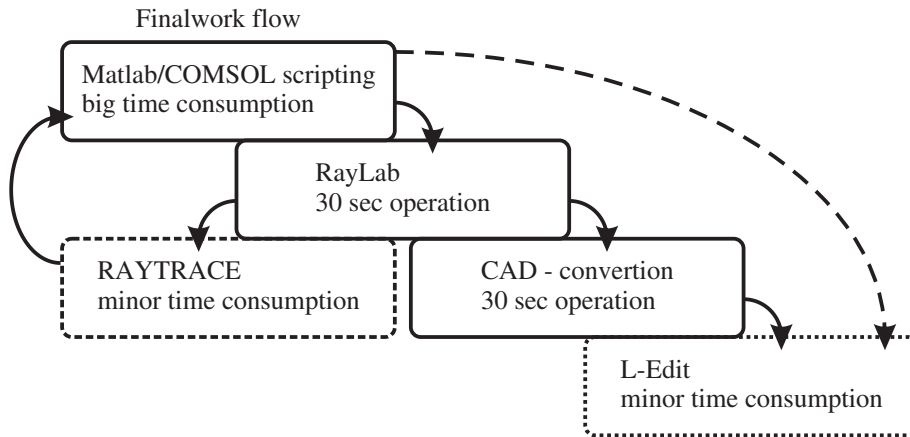 Finalwork flow
Matlab/COMSOL scripting
big time consumption
RayLab
30 sec operation
RAYTRACE
minor time consumption
CAD - convertion
30 sec operation
L-Edit
minor time consumption